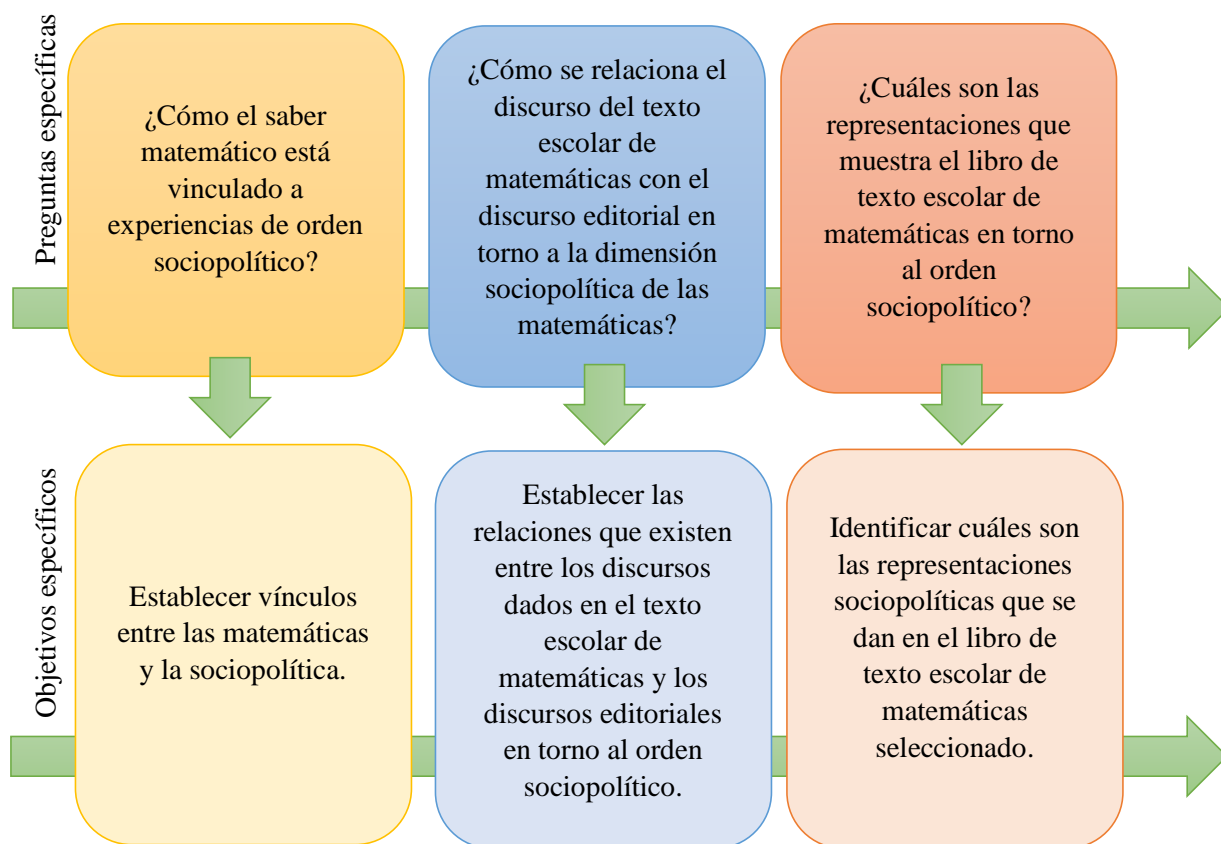 Preguntas específicas
¿Cómo el saber
matemático está
vinculado a
experiencias de orden
sociopolítico?
¿Cómo se relaciona el
discurso del texto
escolar de
matemáticas con el
discurso editorial en
torno a la dimensión
sociopolítica de las
matemáticas?
¿Cuáles son las
representaciones que
muestra el libro de
texto escolar de
matemáticas en torno
al orden
sociopolítico?
Objetivos específicos
Establecer vínculos
entre las matemáticas
y la sociopolítica.
Establecer las
relaciones que existen
entre los discursos
dados en el texto
escolar de
matemáticas y los
discursos editoriales
en torno al orden
sociopolítico.
Identificar cuáles son
las representaciones
sociopolíticas que se
dan en el libro de
texto escolar de
matemáticas
seleccionado.